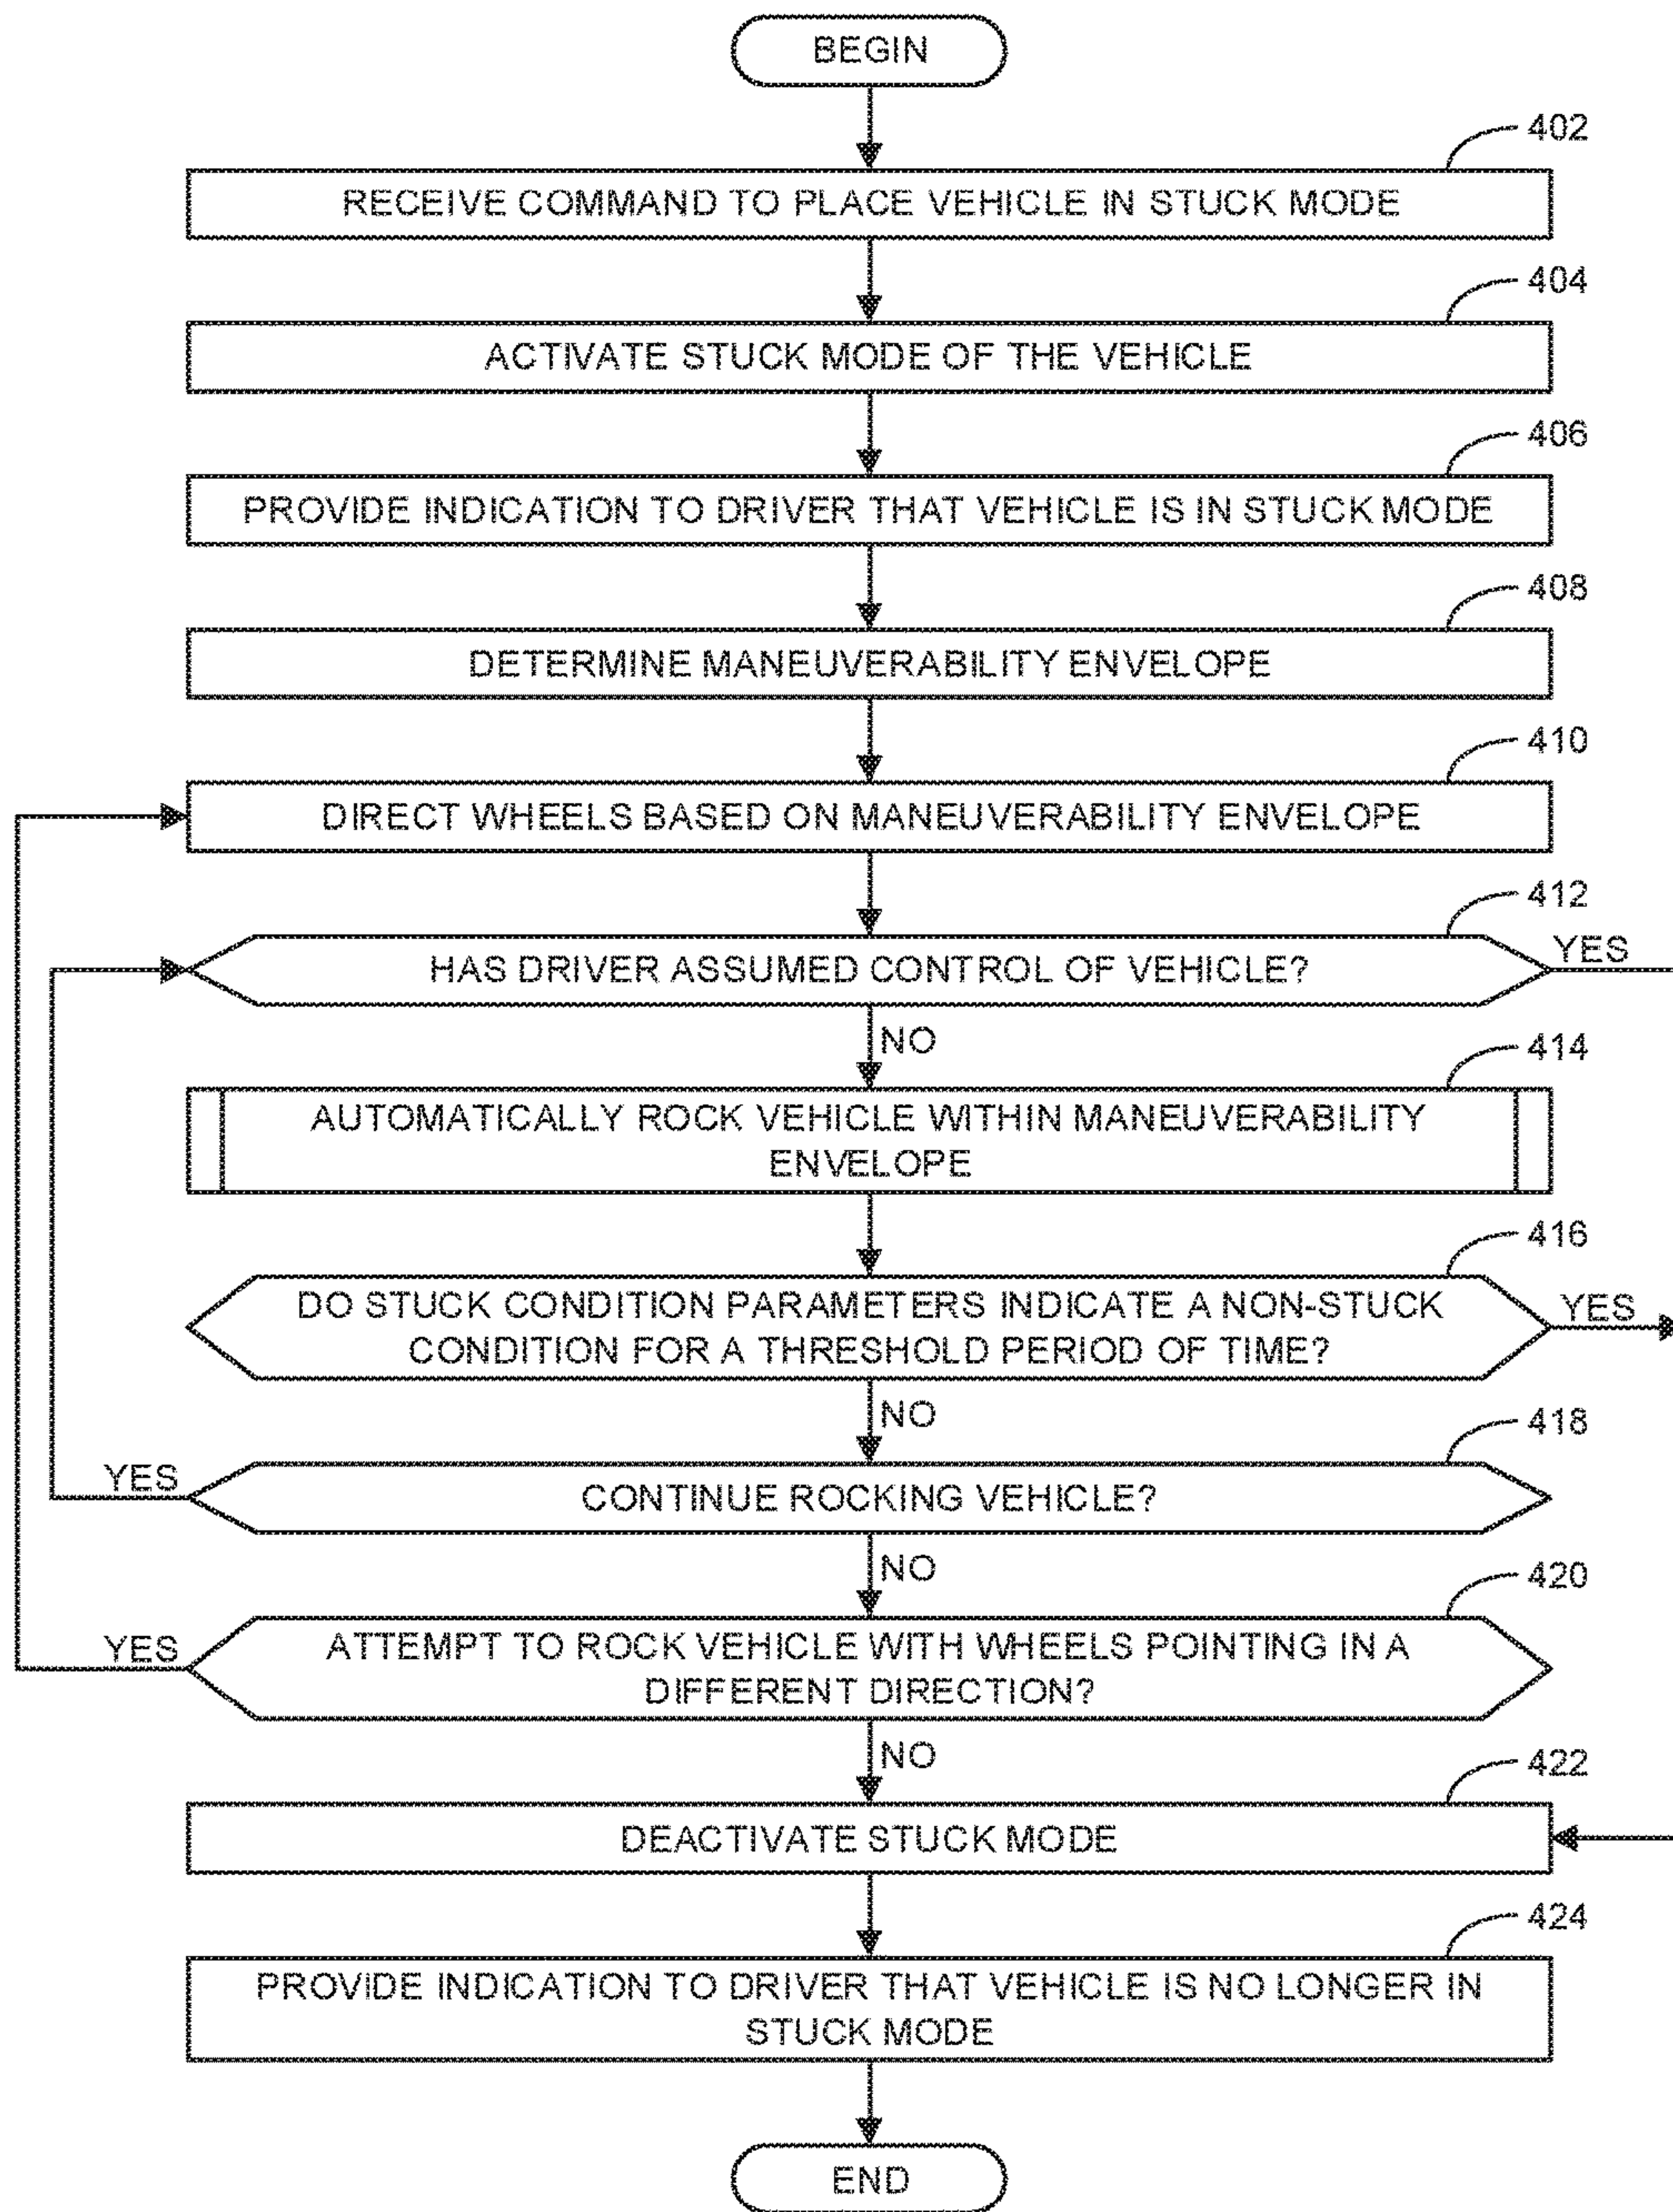 BEGIN
402
RECEIVE COMMAND TO PLACE VEHICLE IN STUCK MODE
404
ACTIVATE STUCK MODE OF THE VEHICLE
406
PROVIDE INDICATION TO DRIVER THAT VEHICLE IS IN STUCK MODE
408
DETERMINE MANEUVERABILITY ENVELOPE
410
DIRECT WHEELS BASED ON MANEUVERABILITY ENVELOPE
412
HAS DRIVER ASSUMED CONTROL OF VEHICLE?
YES
NO
414
AUTOMATICALLY ROCK VEHICLE WITHIN MANEUVERABILITY
ENVELOPE
416
DO STUCK CONDITION PARAMETERS INDICATE A NON-STUCK
CONDITION FOR A THRESHOLD PERIOD OF TIME?
YES
NO
418
YES
CONTINUE ROCKING VEHICLE?
NO
420
YES
ATTEMPT TO ROCK VEHICLE WITH WHEELS POINTING IN A
DIFFERENT DIRECTION?
NO
422
DEACTIVATE STUCK MODE
424
PROVIDE INDICATION TO DRIVER THAT VEHICLE IS NO LONGER IN
STUCK MODE
END